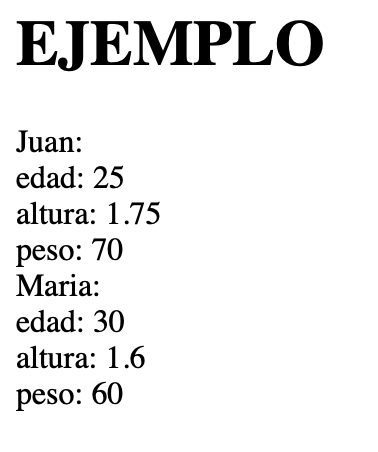 EJEMPLO
Juan:
edad: 25
altura: 1.75
peso: 70
Maria:
edad: 30
altura: 1.6
peso: 60